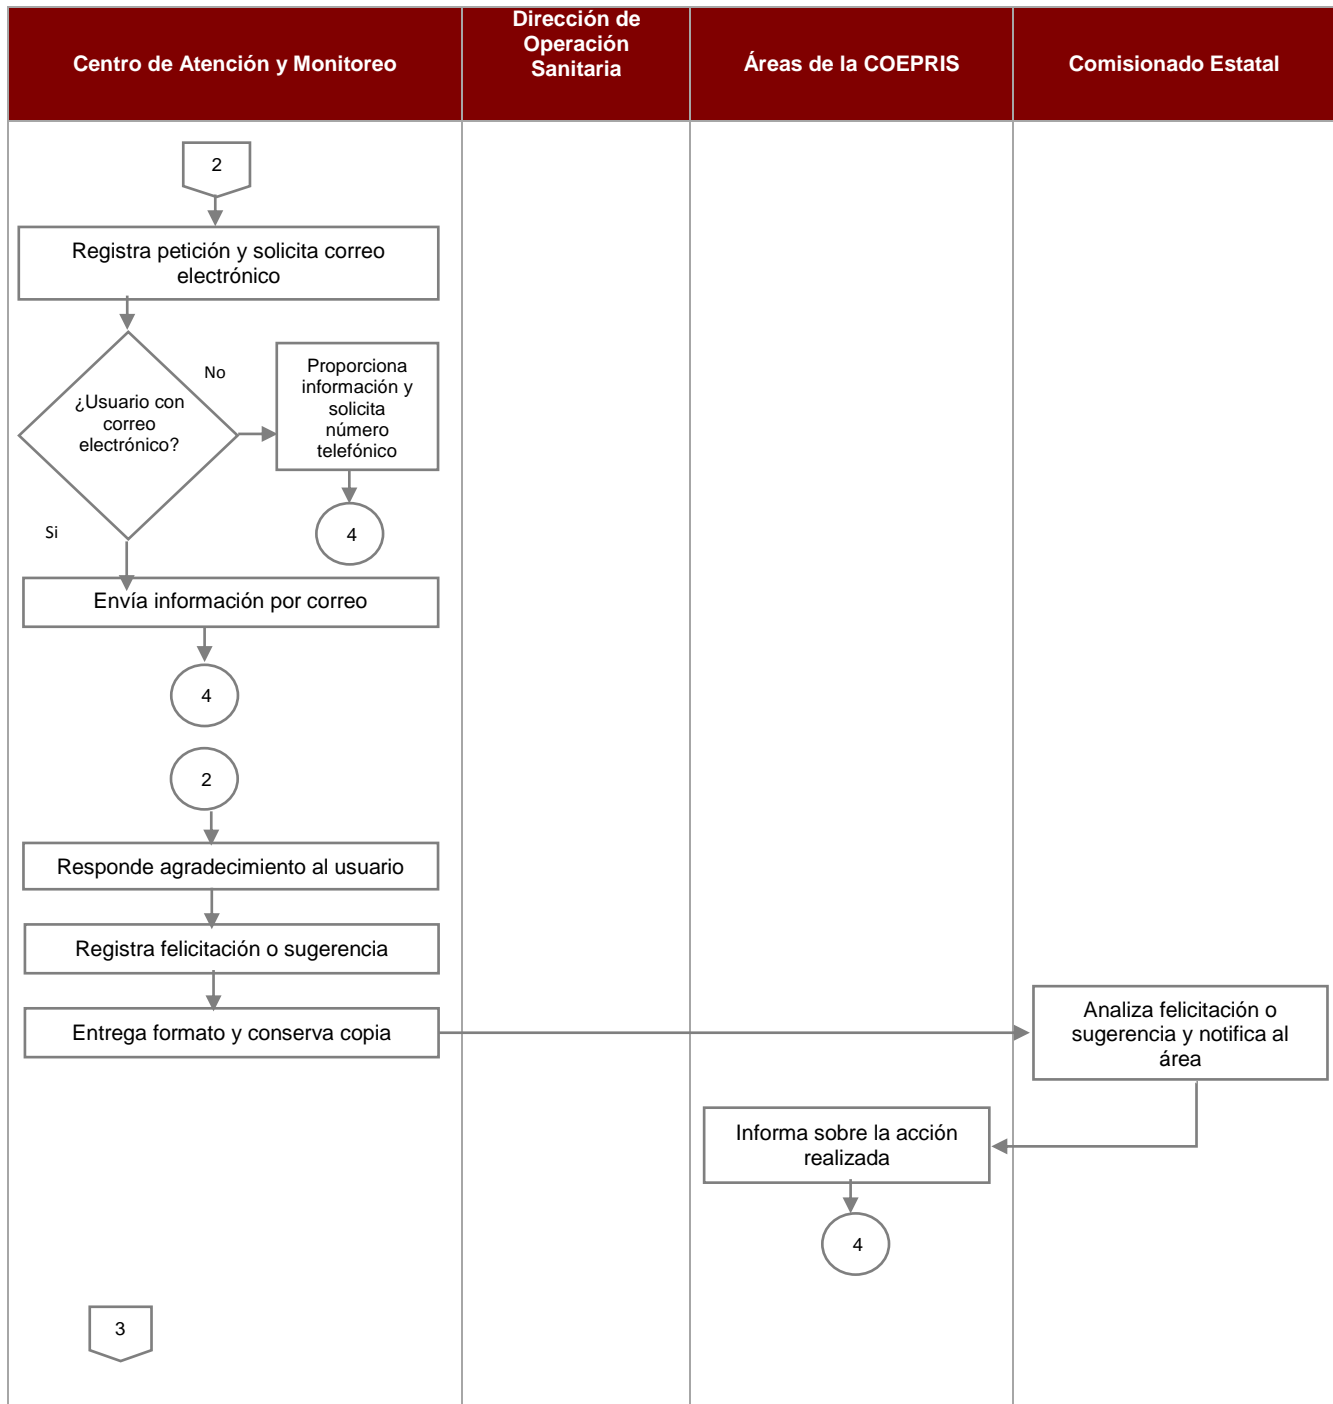 Centro de Atención y Monitoreo
Dirección de
Operación
Sanitaria
Áreas de la COEPRIS
Comisionado Estatal
2
Registra petición y solicita correo
electrónico
¿Usuario con
correo
electrónico?
No
Proporciona
información y
solicita
número
telefónico
Si
4
Envía información por correo
4
2
Responde agradecimiento al usuario
Registra felicitación o sugerencia
Entrega formato y conserva copia
Analiza felicitación o
sugerencia y notifica al
área
Informa sobre la acción
realizada
4
3